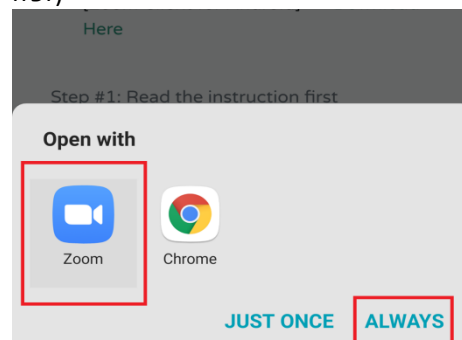 Here
Step #1: Read the instruction first
Open with
Zoom
Chrome
JUST ONCE
ALWAYS